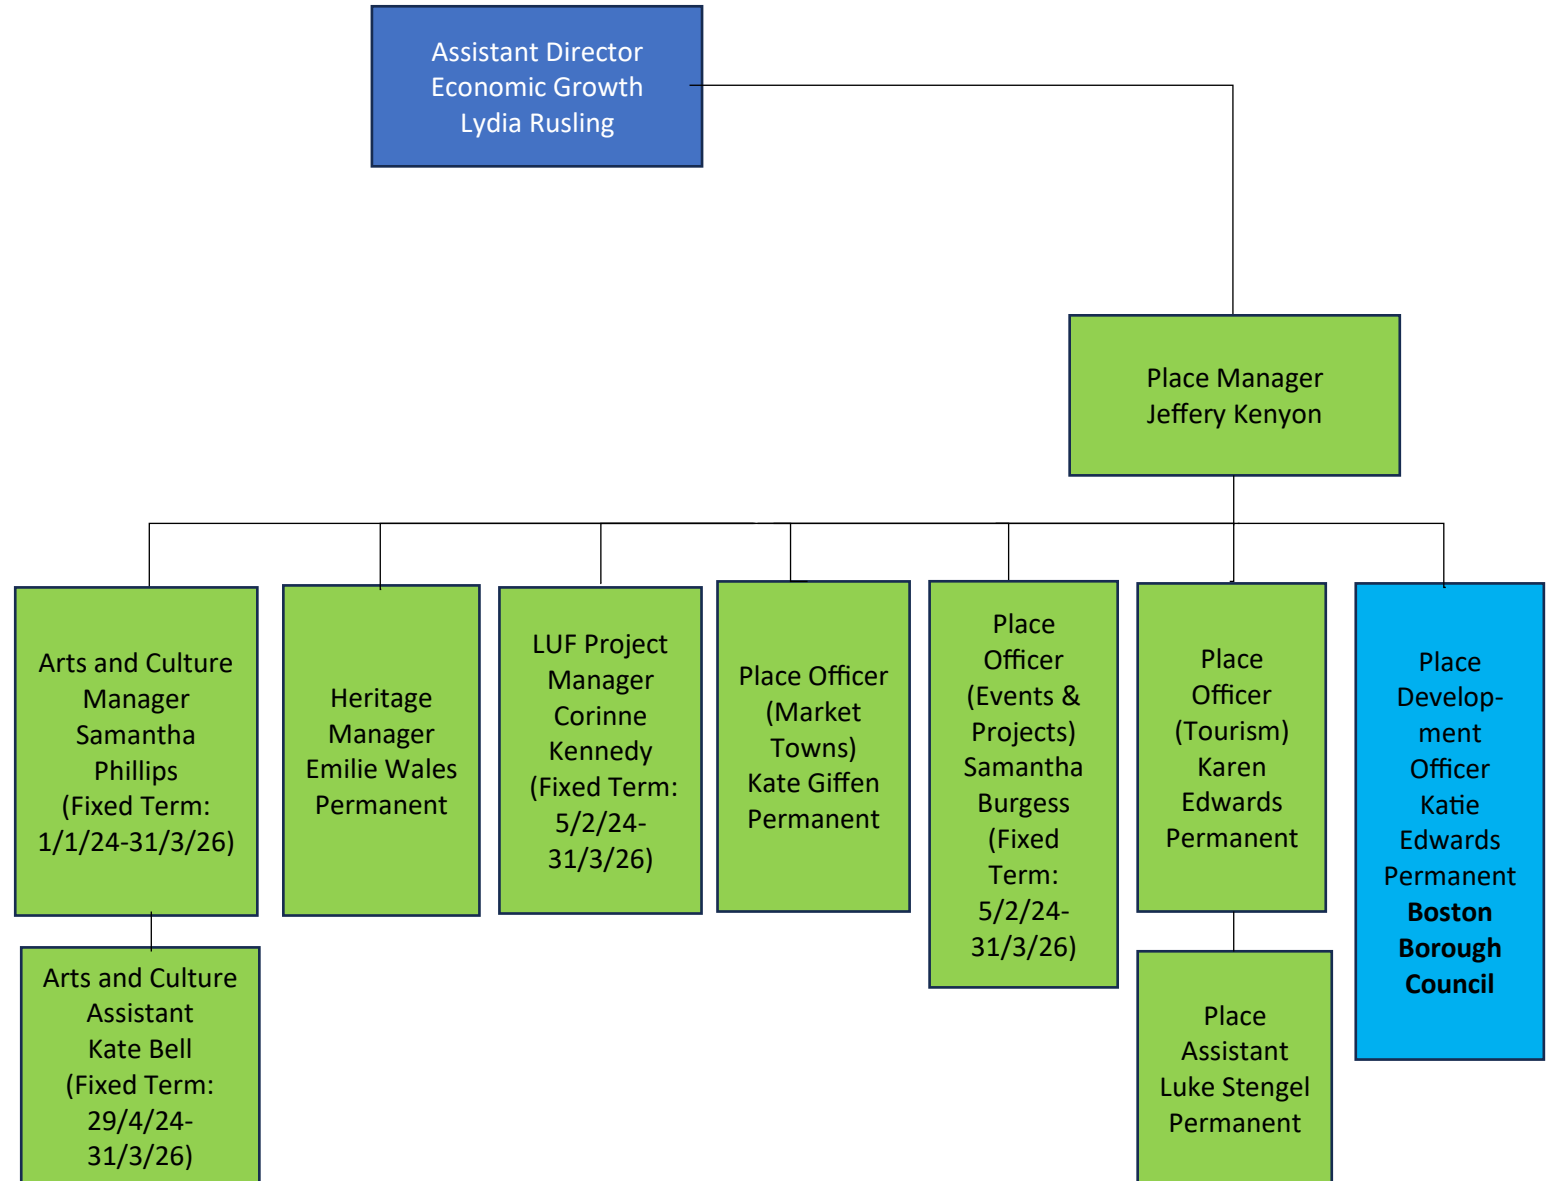 Assistant Director
Economic Growth
Lydia Rusling
Place Manager
Jeffery Kenyon
Arts and Culture
Manager
Samantha
Phillips
(Fixed Term:
1/1/24-31/3/26)
Heritage
Manager
Emilie Wales
Permanent
LUF Project
Manager
Corinne
Kennedy
(Fixed Term:
5/2/24-
31/3/26)
Place Officer
(Market
Towns)
Kate Giffen
Permanent
Place
Officer
(Events &
Projects)
Samantha
Burgess
(Fixed
Term:
5/2/24-
31/3/26)
Place
Officer
(Tourism)
Karen
Edwards
Permanent
Place
Develop-
ment
Officer
Katie
Edwards
Permanent
Boston
Borough
Council
Arts and Culture
Assistant
Kate Bell
(Fixed Term:
29/4/24-
31/3/26)
Place
Assistant
Luke Stengel
Permanent